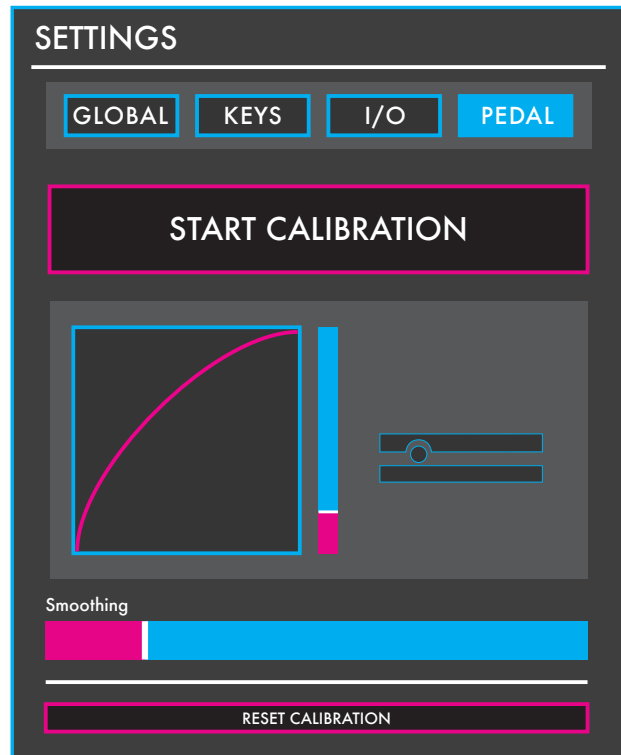 SETTINGS
GLOBAL KEYS I/O PEDAL
START CALIBRATION
Smoothing
RESET CALIBRATION